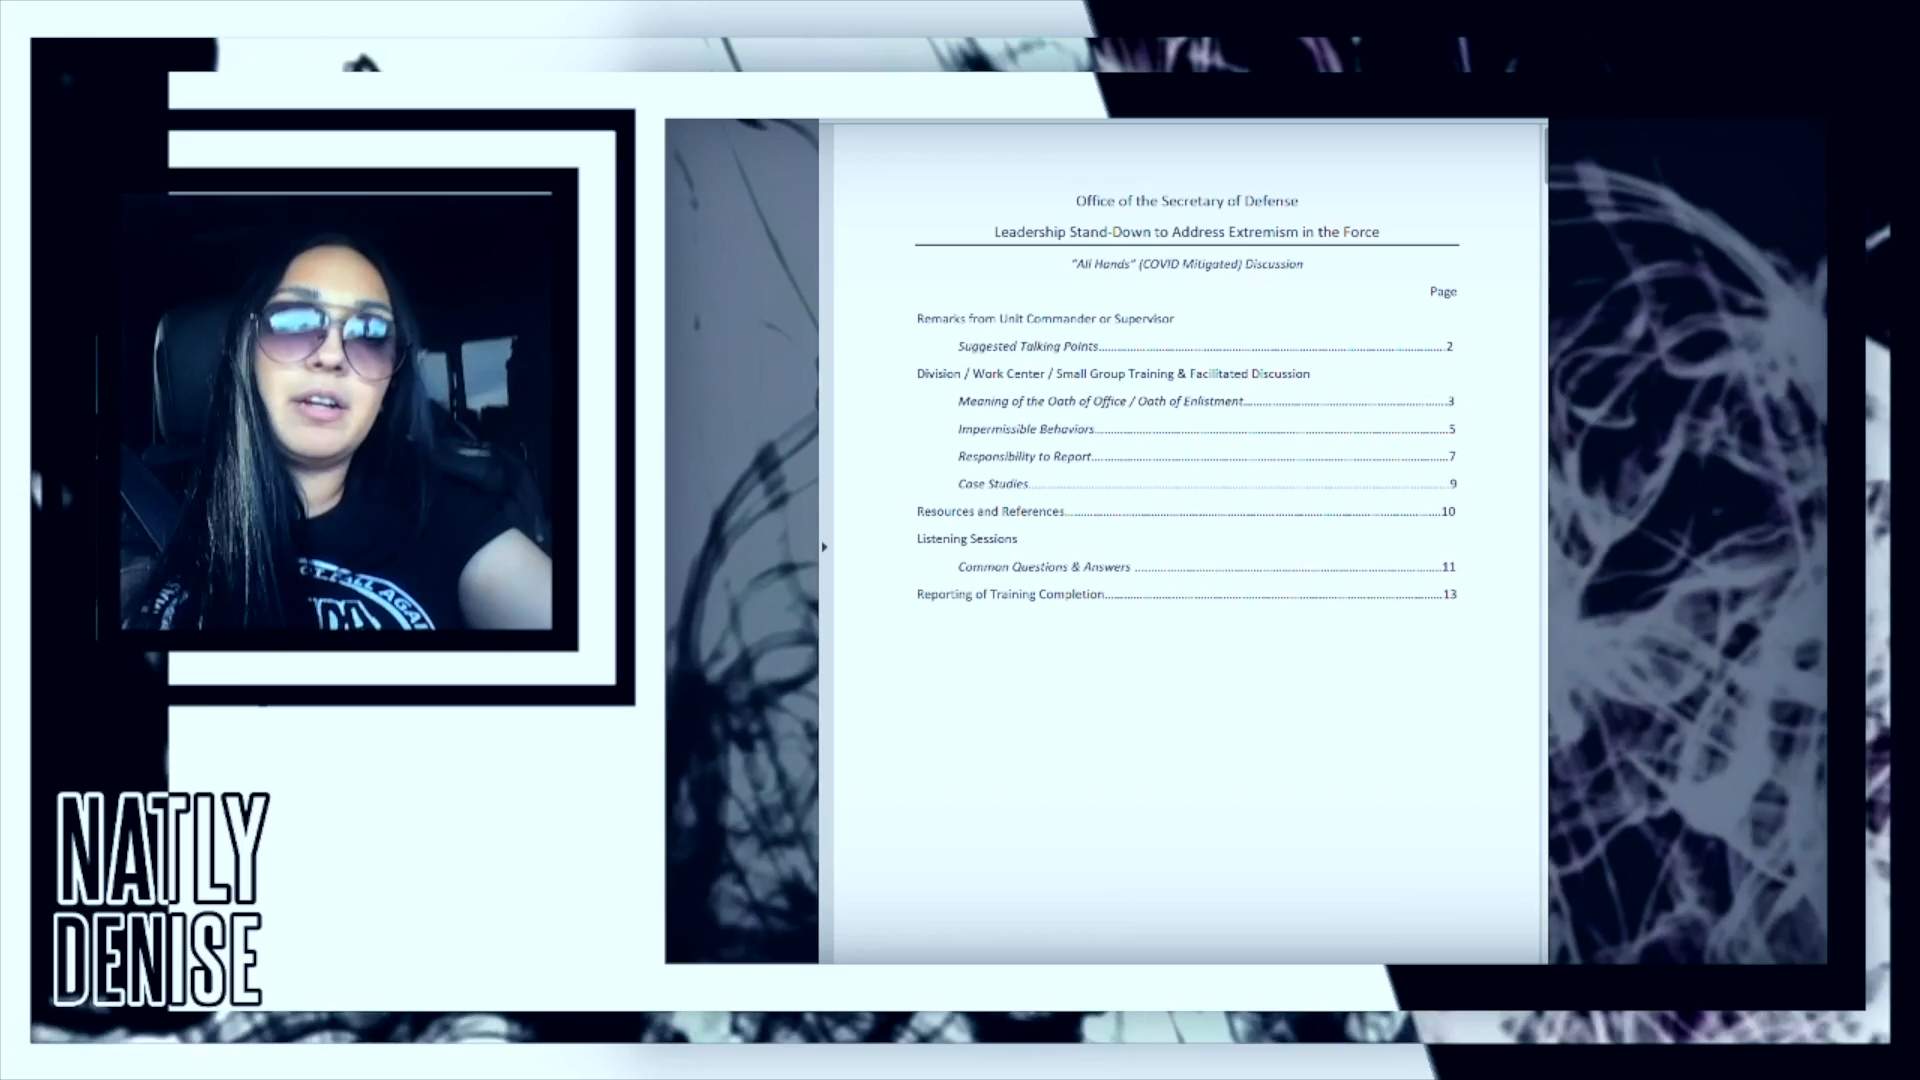 Office of the Secretary of Defense
Leadership Stand-Down to Address Extremism in the Force
"All Hands" (COVID Mitigated) Discussion
Page
Remarks from Unit Commander or Supervisor
Suggested Talking Points 2
Division / Work Center / Small Group Training & Facilitated Discussion
Meaning of the Oath of Office / Oath of Enlistment 3
Impermissible Behaviors 5
Responsibility to Report 7
Case Studies 9
Resources and References 10
Listening Sessions
Common Questions & Answers 11
Reporting of Training Completion 13
NATLY
DENISE